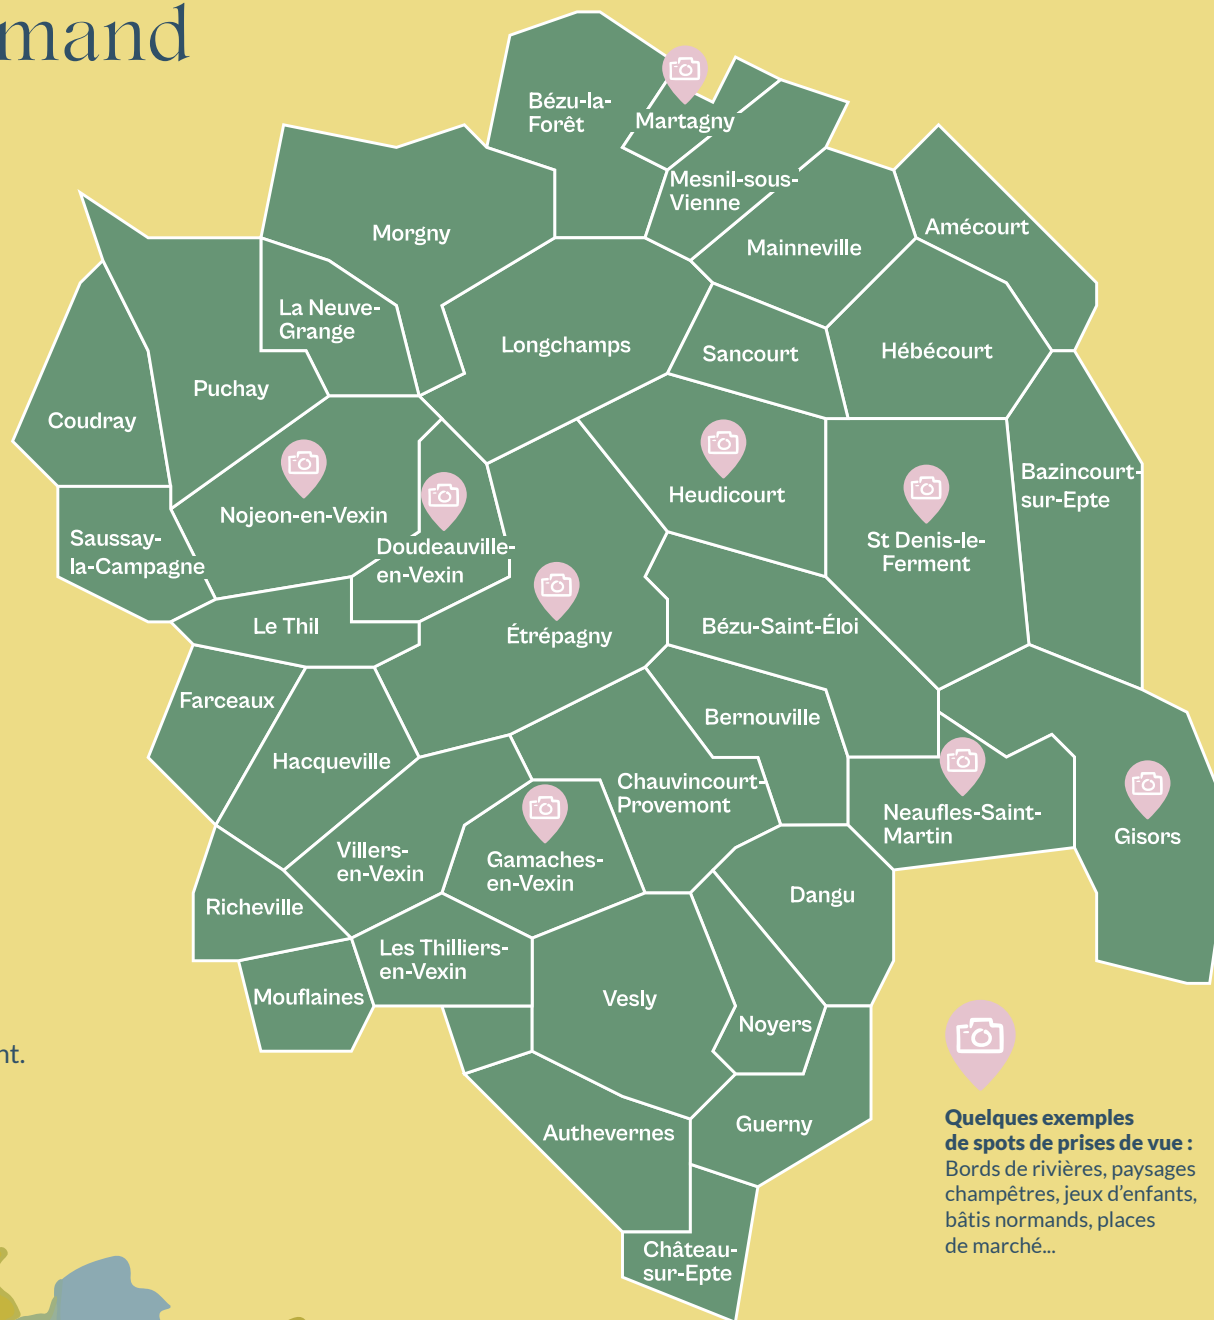 mand
Bézu-la-
Forêt
Martagny
Mesnil-sous-
Vienne
Amécourt
Morgny
Mainneville
La Neuve-
Grange
Longchamps
Sancourt
Hébécourt
Puchay
Coudray
Bazincourt-
sur-Epte
Heudicourt
Nojeon-en-Vexin
Saussay-
la-Campagne
Doudeauville-
en-Vexin
St Denis-le-
Ferment
Le Thil
Étrépagny
Bézu-Saint-Éloi
Farceaux
Bernouville
Hacqueville
Chauvincourt-
Provemont
Neaufles-Saint-
Martin
Gisors
Villers-
en-Vexin
Gamaches-
en-Vexin
Dangu
Richeville
Les Thilliers-
en-Vexin
Mouflaines
Vesly
Noyers
nt.
Authevernes
Guerny
Château-
sur-Epte
Quelques exemples
de spots de prises de vue :
Bords de rivières, paysages
champêtres, jeux d’enfants,
bâtis normands, places
de marché...